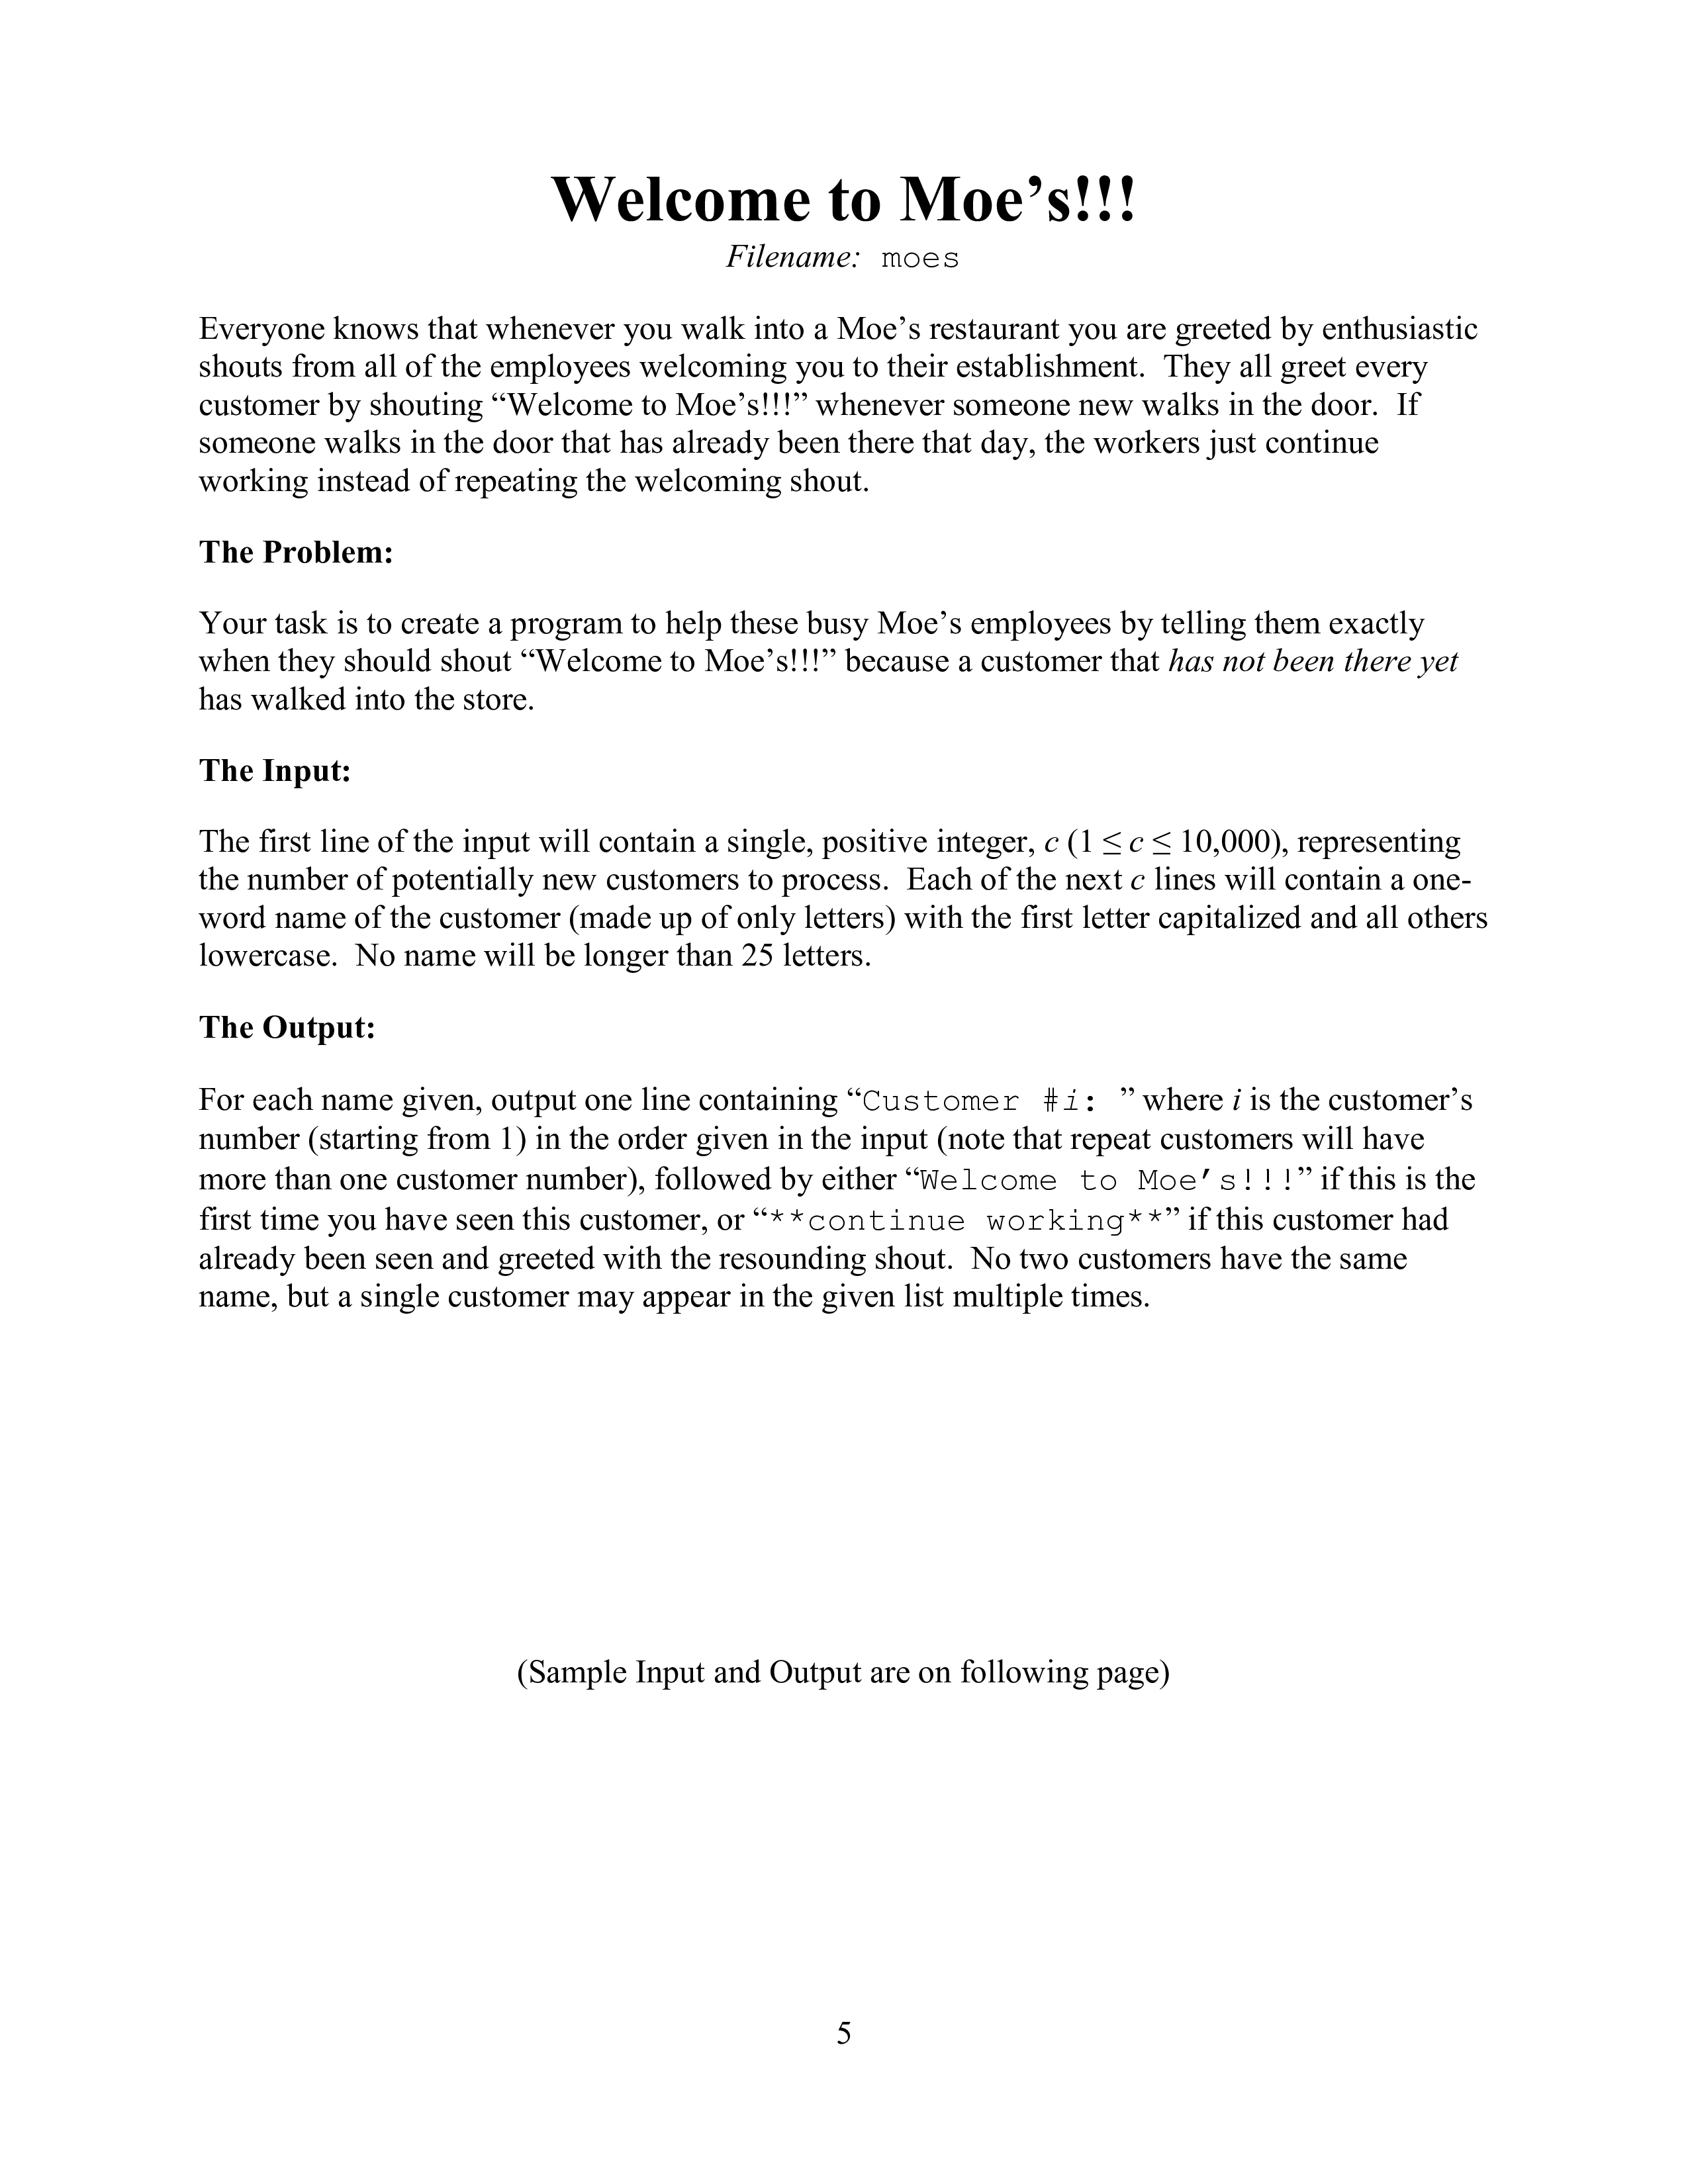 Welcome to Moe’s!!!
Filename: moes
Everyone knows that whenever you walk into a Moe’s restaurant you are greeted by enthusiastic
shouts from all of the employees welcoming you to their establishment.  They all greet every
customer by shouting “Welcome to Moe’s!!!” whenever someone new walks in the door.  If
someone walks in the door that has already been there that day, the workers just continue
working instead of repeating the welcoming shout.
The Problem:
Your task is to create a program to help these busy Moe’s employees by telling them exactly
when they should shout “Welcome to Moe’s!!!” because a customer that has not been there yet
has walked into the store.
The Input:
The first line of the input will contain a single, positive integer, c (1 ≤ c ≤ 10,000), representing
the number of potentially new customers to process.  Each of the next c lines will contain a one-
word name of the customer (made up of only letters) with the first letter capitalized and all others
lowercase.  No name will be longer than 25 letters.
The Output:
For each name given, output one line containing “Customer #i: ” where i is the customer’s
number (starting from 1) in the order given in the input (note that repeat customers will have
more than one customer number), followed by either “Welcome to Moe’s!!!” if this is the
first time you have seen this customer, or “**continue working**” if this customer had
already been seen and greeted with the resounding shout.  No two customers have the same
name, but a single customer may appear in the given list multiple times.
(Sample Input and Output are on following page)
5